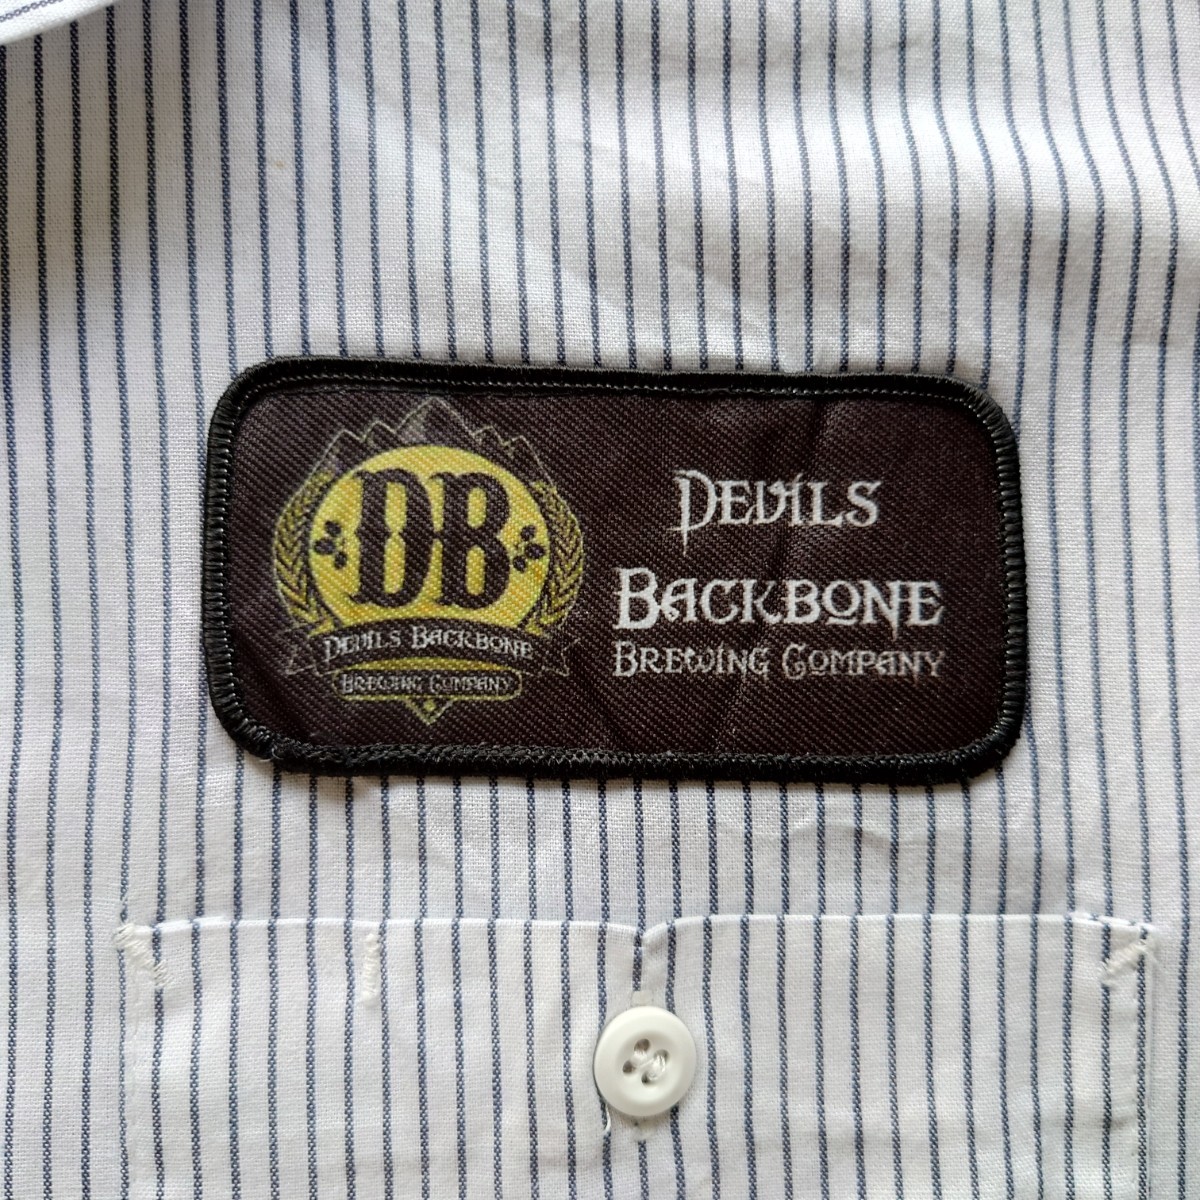 DB
DEVILS BACKBONE
BREWING COMPANY
DEVILS
BACKBONE
BREWING COMPANY